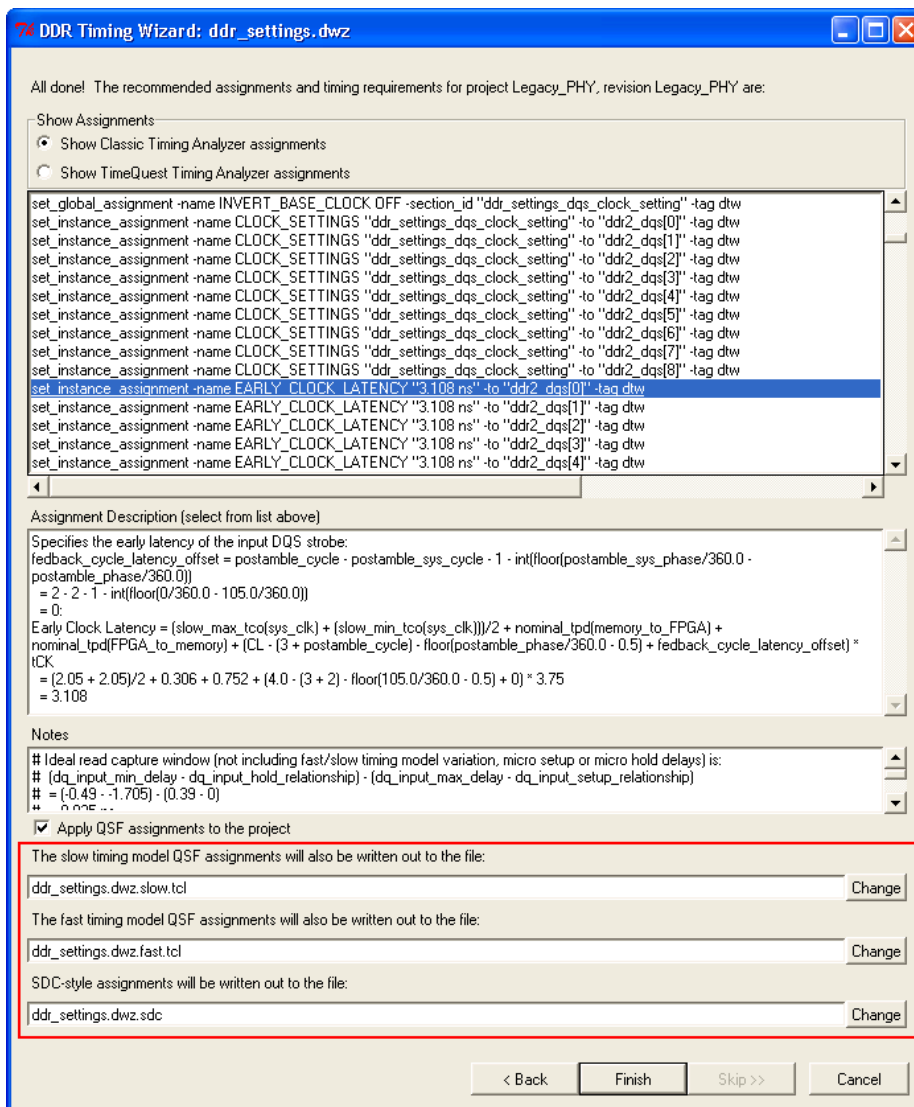 DDR Timing Wizard: ddr_settings.dwz
All done!  The recommended assignments and timing requirements for project Legacy_PHY, revision Legacy_PHY are:
Show Assignments
Show Classic Timing Analyzer assignments
Show TimeQuest Timing Analyzer assignments
set_global_assignment -name INVERT_BASE_CLOCK OFF -section_id "ddr_settings_dqs_clock_setting" -tag dtw
set_instance_assignment -name CLOCK_SETTINGS "ddr_settings_dqs_clock_setting" -to "ddr2_dqs[0]" -tag dtw
set_instance_assignment -name CLOCK_SETTINGS "ddr_settings_dqs_clock_setting" -to "ddr2_dqs[1]" -tag dtw
set_instance_assignment -name CLOCK_SETTINGS "ddr_settings_dqs_clock_setting" -to "ddr2_dqs[2]" -tag dtw
set_instance_assignment -name CLOCK_SETTINGS "ddr_settings_dqs_clock_setting" -to "ddr2_dqs[3]" -tag dtw
set_instance_assignment -name CLOCK_SETTINGS "ddr_settings_dqs_clock_setting" -to "ddr2_dqs[4]" -tag dtw
set_instance_assignment -name CLOCK_SETTINGS "ddr_settings_dqs_clock_setting" -to "ddr2_dqs[5]" -tag dtw
set_instance_assignment -name CLOCK_SETTINGS "ddr_settings_dqs_clock_setting" -to "ddr2_dqs[6]" -tag dtw
set_instance_assignment -name CLOCK_SETTINGS "ddr_settings_dqs_clock_setting" -to "ddr2_dqs[7]" -tag dtw
set_instance_assignment -name CLOCK_SETTINGS "ddr_settings_dqs_clock_setting" -to "ddr2_dqs[8]" -tag dtw
set_instance_assignment -name EARLY_CLOCK_LATENCY "3.108 ns" -to "ddr2_dqs[0]" -tag dtw
set_instance_assignment -name EARLY_CLOCK_LATENCY "3.108 ns" -to "ddr2_dqs[1]" -tag dtw
set_instance_assignment -name EARLY_CLOCK_LATENCY "3.108 ns" -to "ddr2_dqs[2]" -tag dtw
set_instance_assignment -name EARLY_CLOCK_LATENCY "3.108 ns" -to "ddr2_dqs[3]" -tag dtw
set_instance_assignment -name EARLY_CLOCK_LATENCY "3.108 ns" -to "ddr2_dqs[4]" -tag dtw
Assignment Description (select from list above)
Specifies the early latency of the input DQS strobe:
fedback_cycle_latency_offset = postamble_cycle - postamble_sys_cycle - 1 - int(floor(postamble_sys_phase/360.0 -
postamble_phase/360.0))
= 2 - 2 - 1 - int(floor(0/360.0 - 105.0/360.0))
= 0:
Early Clock Latency = (slow_max_tco(sys_clk) + (slow_min_tco(sys_clk)))/2 + nominal_tpd(memory_to_FPGA) +
nominal_tpd(FPGA_to_memory) + (CL - (3 + postamble_cycle) - floor(postamble_phase/360.0 - 0.5) + fedback_cycle_latency_offset) *
tCK
= (2.05 + 2.05)/2 + 0.306 + 0.752 + (4.0 - (3 + 2) - floor(105.0/360.0 - 0.5) + 0) * 3.75
= 3.108
Notes
# Ideal read capture window (not including fast/slow timing model variation, micro setup or micro hold delays) is:
#  (dq_input_min_delay - dq_input_hold_relationship) - (dq_input_max_delay - dq_input_setup_relationship)
#  = (-0.49 - -1.705) - (0.39 - 0)
Apply QSF assignments to the project
The slow timing model QSF assignments will also be written out to the file:
ddr_settings.dwz.slow.tcl
Change
The fast timing model QSF assignments will also be written out to the file:
ddr_settings.dwz.fast.tcl
Change
SDC-style assignments will be written out to the file:
ddr_settings.dwz.sdc
Change
< Back
Finish
Skip >>
Cancel